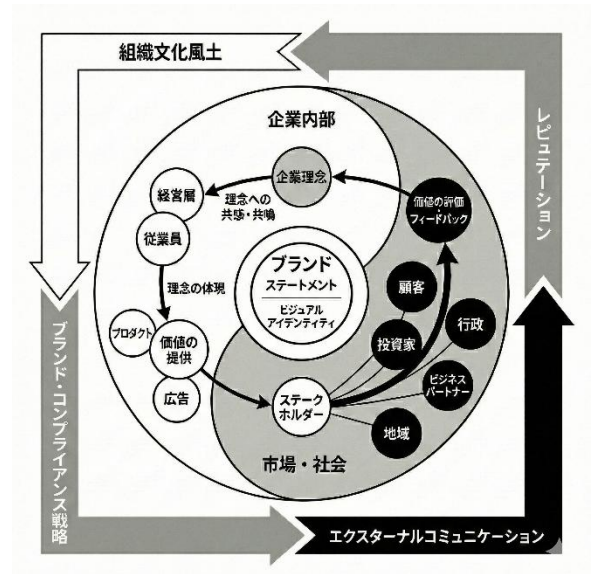 組織文化風土
レピュテーション
企業内部
企業理念
経営層
理念への
共感・共鳴
価値の評価・
フィードバック
従業員
ブランド
ステートメント
ビジュアル
アイデンティティ
理念の体現
顧客
行政
プロダクト
価値の
提供
投資家
ビジネス
パートナー
広告
ステーク
ホルダー
地域
市場・社会
ブランド・コンプライアンス戦略
エクスターナルコミュニケーション